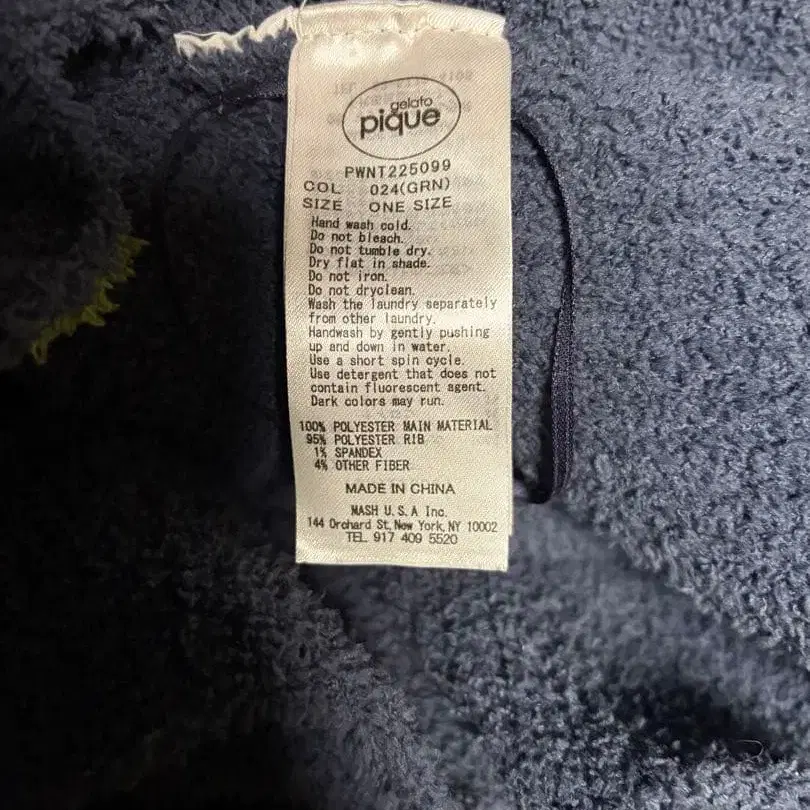 gelato
pique
PWNT225099
COL 024(GRN)
SIZE ONE SIZE
Hand wash cold.
Do not bleach.
Do not tumble dry.
Dry flat in shade.
Do not iron.
Do not dryclean.
Wash the laundry separately
from other laundry.
Handwash by gently pushing
up and down in water.
Use a short spin cycle.
Use detergent that does not
contain fluorescent agent.
Dark colors may run.
100% POLYESTER MAIN MATERIAL
95% POLYESTER RIB
1% SPANDEX
4% OTHER FIBER
MADE IN CHINA
MASH U.S.A Inc.
144 Orchard St, New York, NY 10002
TEL 917 409 5520